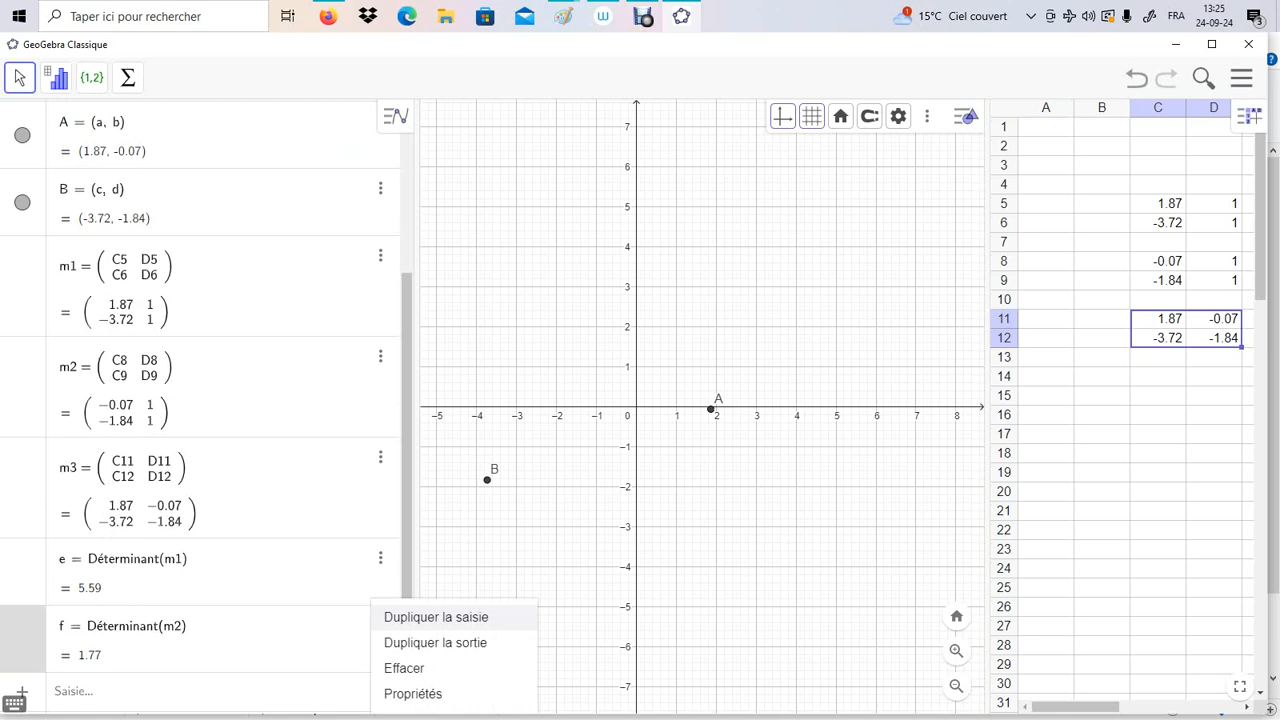 Taper ici pour rechercher
15°C Ciel couvert
FRA
13:25
24-09-24
3
GeoGebra Classique
{1,2}
Σ
A = (a, b)
= (1.87, -0.07)
B = (c, d)
= (-3.72, -1.84)
m1 = ( C5 D5
C6 D6 )
= ( 1.87 1
−3.72 1 )
m2 = ( C8 D8
C9 D9 )
= ( −0.07 1
−1.84 1 )
m3 = ( C11 D11
C12 D12 )
= ( 1.87 −0.07
−3.72 −1.84 )
e = Déterminant(m1)
= 5.59
f = Déterminant(m2)
= 1.77
Saisie...
Dupliquer la saisie
Dupliquer la sortie
Effacer
Propriétés
7
6
5
4
3
2
1
−5 −4 −3 −2 −1 0 1 2 3 4 5 6 7 8
−1
−2
−3
−4
−5
−6
−7
A
B
A B C D
1
2
3
4
5 1.87 1
6 -3.72 1
7
8 -0.07 1
9 -1.84 1
10
11 1.87 -0.07
12 -3.72 -1.84
13
14
15
16
17
18
19
20
21
22
23
24
25
26
27
28
29
30
31